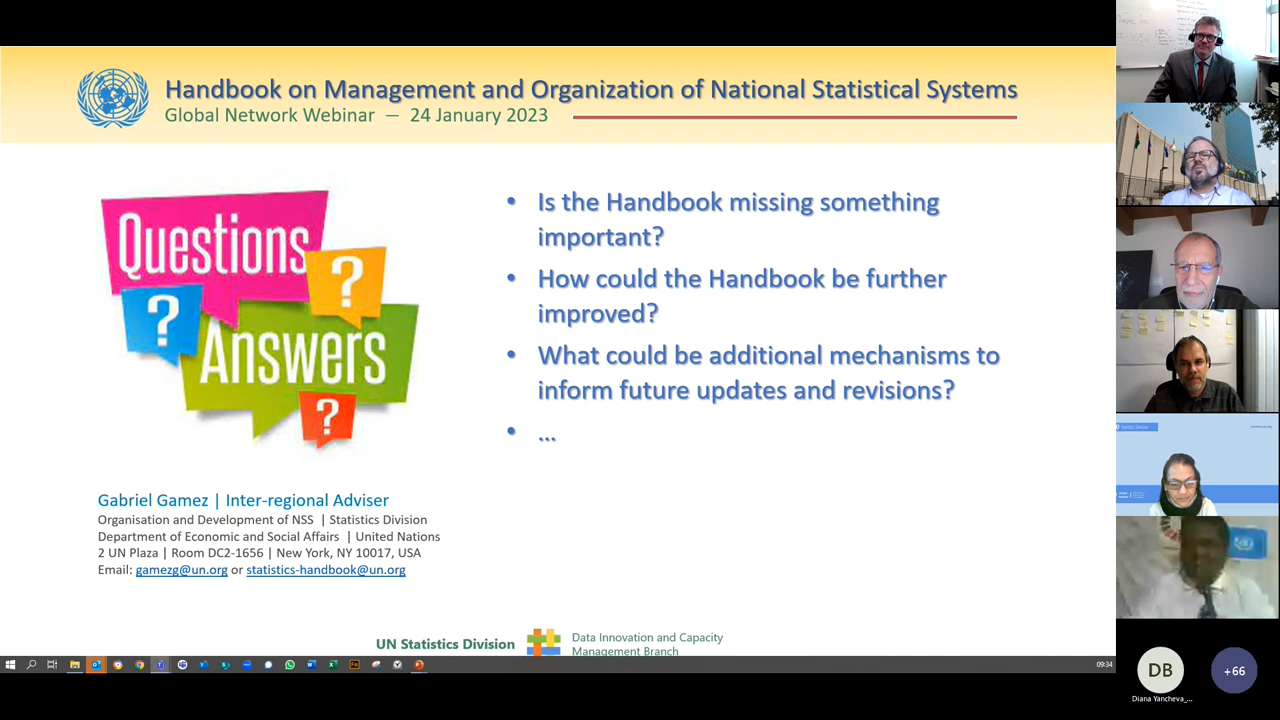 Handbook on Management and Organization of National Statistical Systems
Global Network Webinar — 24 January 2023
Questions
?
?
Answers
?
• Is the Handbook missing something
important?
• How could the Handbook be further
improved?
• What could be additional mechanisms to
inform future updates and revisions?
• ...
Gabriel Gamez | Inter-regional Adviser
Organisation and Development of NSS | Statistics Division
Department of Economic and Social Affairs | United Nations
2 UN Plaza | Room DC2-1656 | New York, NY 10017, USA
Email: gamezg@un.org or statistics-handbook@un.org
UN Statistics Division
Data Innovation and Capacity
Management Branch
09:34
DB
+66
Diana Yancheva_...